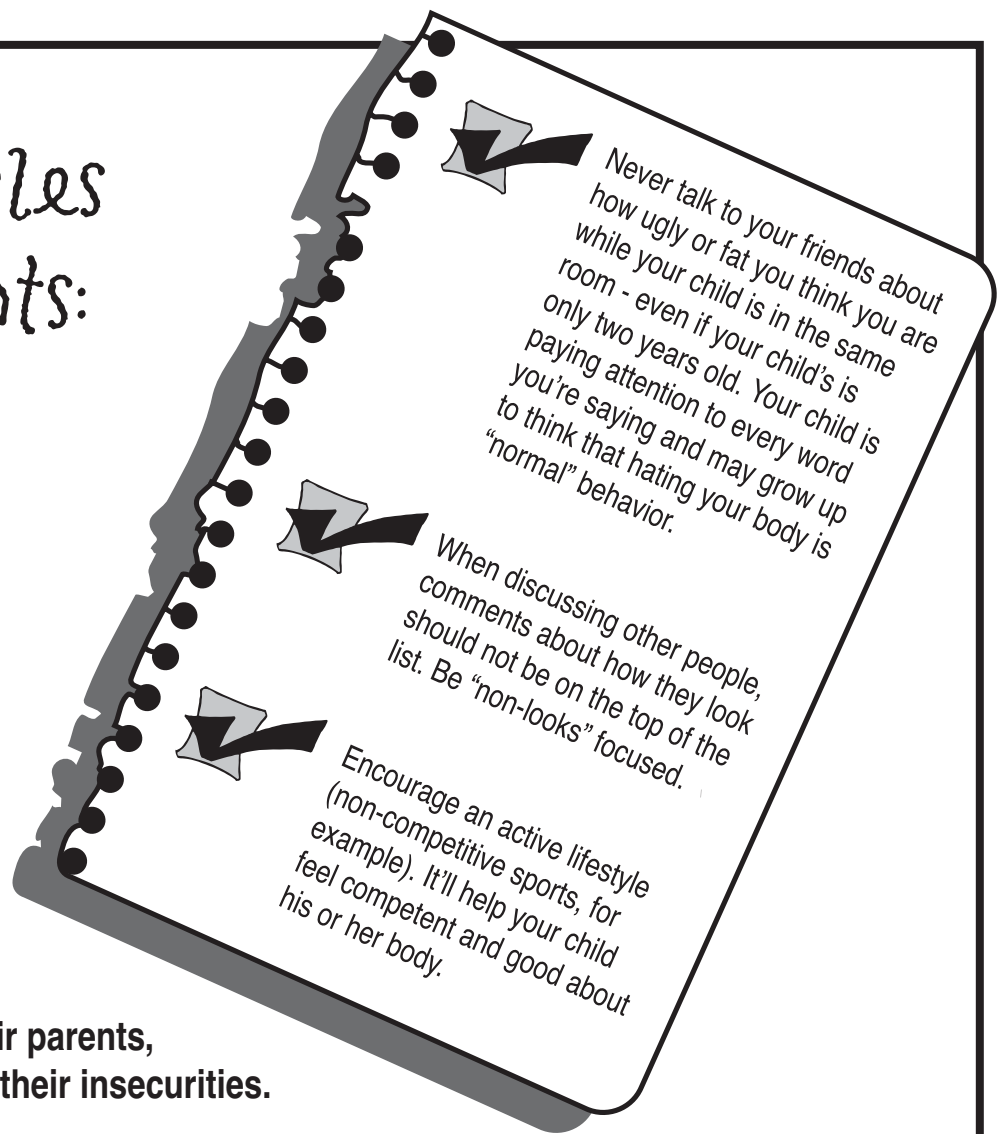 Never talk to your friends about
how ugly or fat you think you are
while your child is in the same
room - even if your child's is
only two years old. Your child is
paying attention to every word
you're saying and may grow up
to think that hating your body is
“normal” behavior.
When discussing other people,
comments about how they look
should not be on the top of the
list. Be “non-looks” focused.
Encourage an active lifestyle
(non-competitive sports, for
example). It'll help your child
feel competent and good about
his or her body.
parents,
their insecurities.